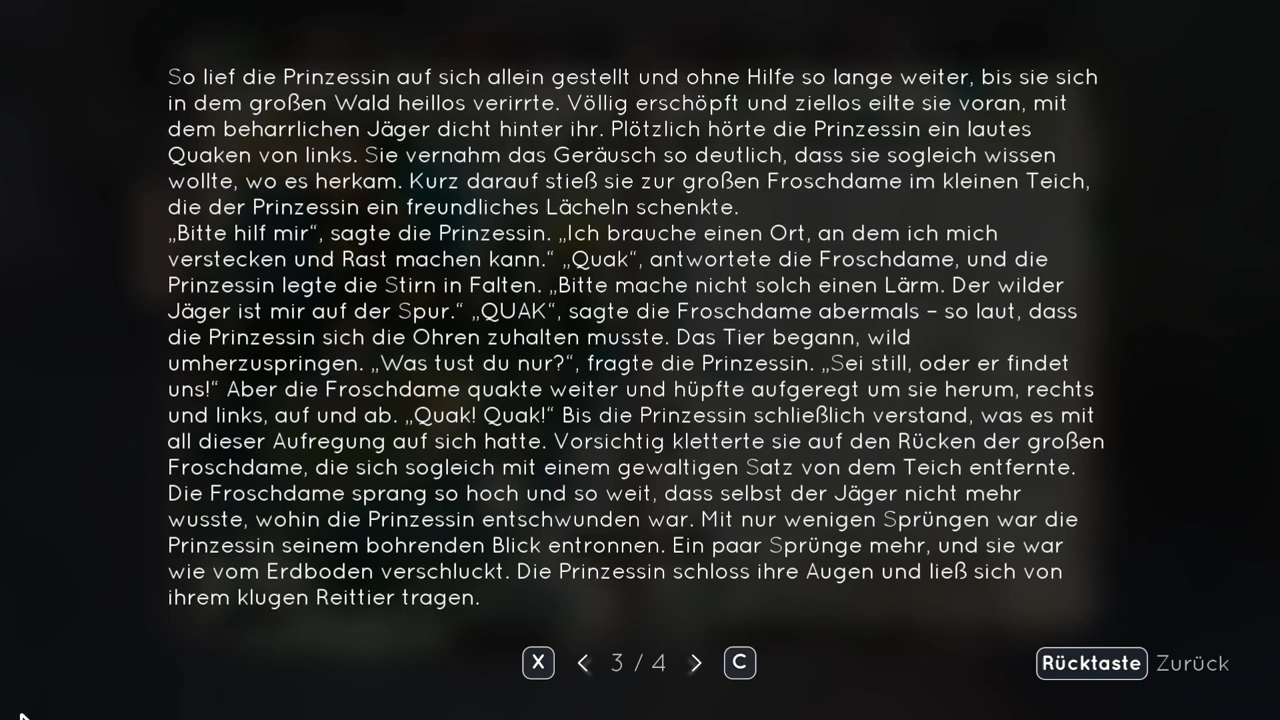 So lief die Prinzessin auf sich allein gestellt und ohne Hilfe so lange weiter, bis sie sich
in dem großen Wald heillos verirrte. Völlig erschöpft und ziellos eilte sie voran, mit
dem beharrlichen Jäger dicht hinter ihr. Plötzlich hörte die Prinzessin ein lautes
Quaken von links. Sie vernahm das Geräusch so deutlich, dass sie sogleich wissen
wollte, wo es herkam. Kurz darauf stieß sie zur großen Froschdame im kleinen Teich,
die der Prinzessin ein freundliches Lächeln schenkte.
„Bitte hilf mir“, sagte die Prinzessin. „Ich brauche einen Ort, an dem ich mich
verstecken und Rast machen kann.“ „Quak“, antwortete die Froschdame, und die
Prinzessin legte die Stirn in Falten. „Bitte mache nicht solch einen Lärm. Der wilder
Jäger ist mir auf der Spur.“ „QUAK“, sagte die Froschdame abermals – so laut, dass
die Prinzessin sich die Ohren zuhalten musste. Das Tier begann, wild
umherzuspringen. „Was tust du nur?“, fragte die Prinzessin. „Sei still, oder er findet
uns!“ Aber die Froschdame quakte weiter und hüpfte aufgeregt um sie herum, rechts
und links, auf und ab. „Quak! Quak!“ Bis die Prinzessin schließlich verstand, was es mit
all dieser Aufregung auf sich hatte. Vorsichtig kletterte sie auf den Rücken der großen
Froschdame, die sich sogleich mit einem gewaltigen Satz von dem Teich entfernte.
Die Froschdame sprang so hoch und so weit, dass selbst der Jäger nicht mehr
wusste, wohin die Prinzessin entschwunden war. Mit nur wenigen Sprüngen war die
Prinzessin seinem bohrenden Blick entronnen. Ein paar Sprünge mehr, und sie war
wie vom Erdboden verschluckt. Die Prinzessin schloss ihre Augen und ließ sich von
ihrem klugen Reittier tragen.
X < 3 / 4 > C Rücktaste Zurück